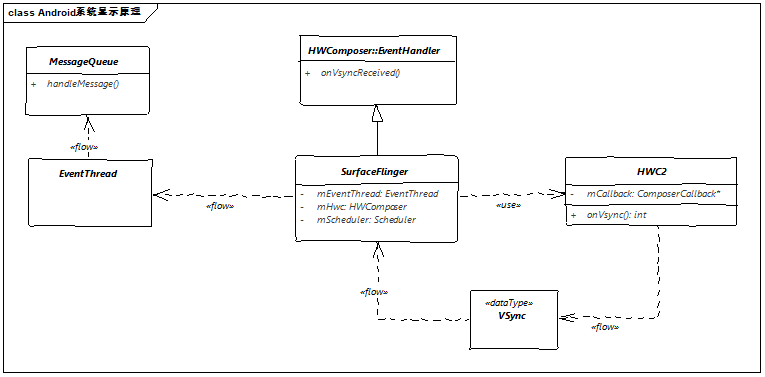 class Android系统显示原理
MessageQueue
+ handleMessage()
HWComposer::EventHandler
+ onVsyncReceived()
«flow»
EventThread
«flow»
SurfaceFlinger
- mEventThread: EventThread
- mHwc: HWComposer
- mScheduler: Scheduler
«use»
HWC2
- mCallback: ComposerCallback*
+ onVsync(): int
«flow»
«dataType»
VSync
«flow»